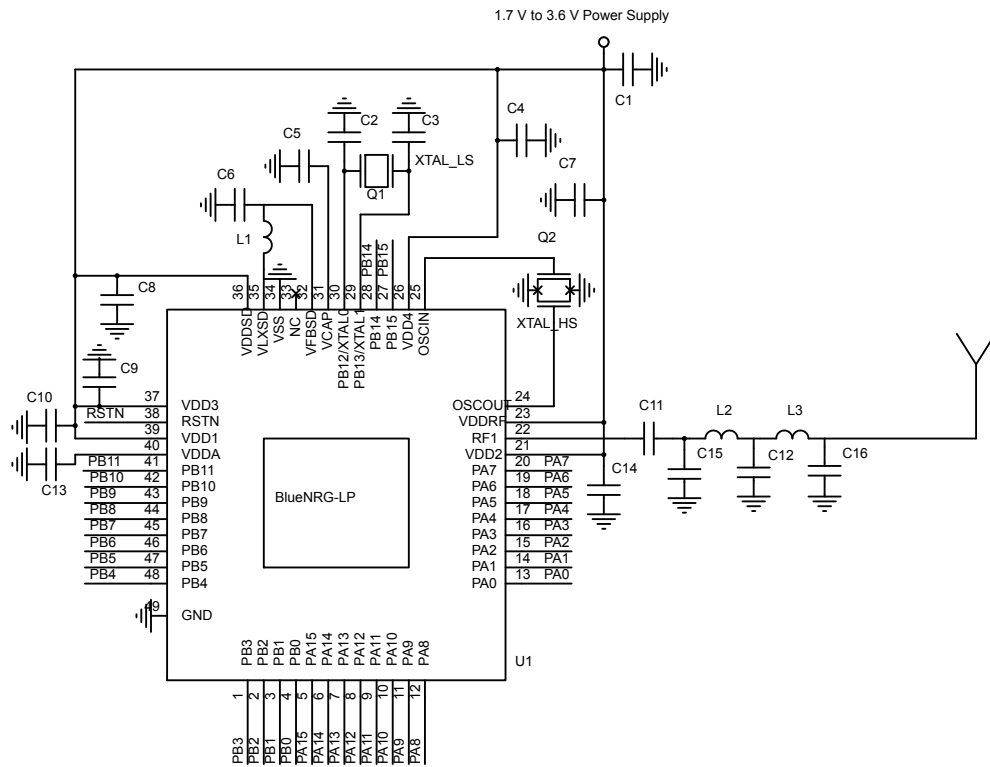 1.7 V to 3.6 V Power Supply
C1
C2
C3
C4
C5
XTAL_LS
C7
C6
Q1
L1
PB14
PB15
Q2
C8
36
35
34
33
32
31
30
29
28
27
26
25
VDDSD
VLXSD
VSS
NC
VFBSD
VCAP
PB12/XTAL0
PB13/XTAL1
PB14
PB15
VDD4
OSCIN
XTAL_HS
C9
C10
RSTN
37
VDD3
38
RSTN
39
VDD1
40
VDDA
C13
PB11
41
PB11
PB10
42
PB10
PB9
43
PB9
PB8
44
PB8
PB7
45
PB7
PB6
46
PB6
PB5
47
PB5
PB4
48
PB4
49
GND
BlueNRG-LP
OSCOUT
24
VDDRF
23
RF1
22
VDD2
21
PA7
20
PA7
PA6
19
PA6
PA5
18
PA5
PA4
17
PA4
PA3
16
PA3
PA2
15
PA2
PA1
14
PA1
PA0
13
PA0
C11
L2
L3
C14
C15
C12
C16
U1
PB3
PB2
PB1
PB0
PA15
PA14
PA13
PA12
PA11
PA10
PA9
PA8
1
2
3
4
5
6
7
8
9
10
11
12
PB3
PB2
PB1
PB0
PA15
PA14
PA13
PA12
PA11
PA10
PA9
PA8